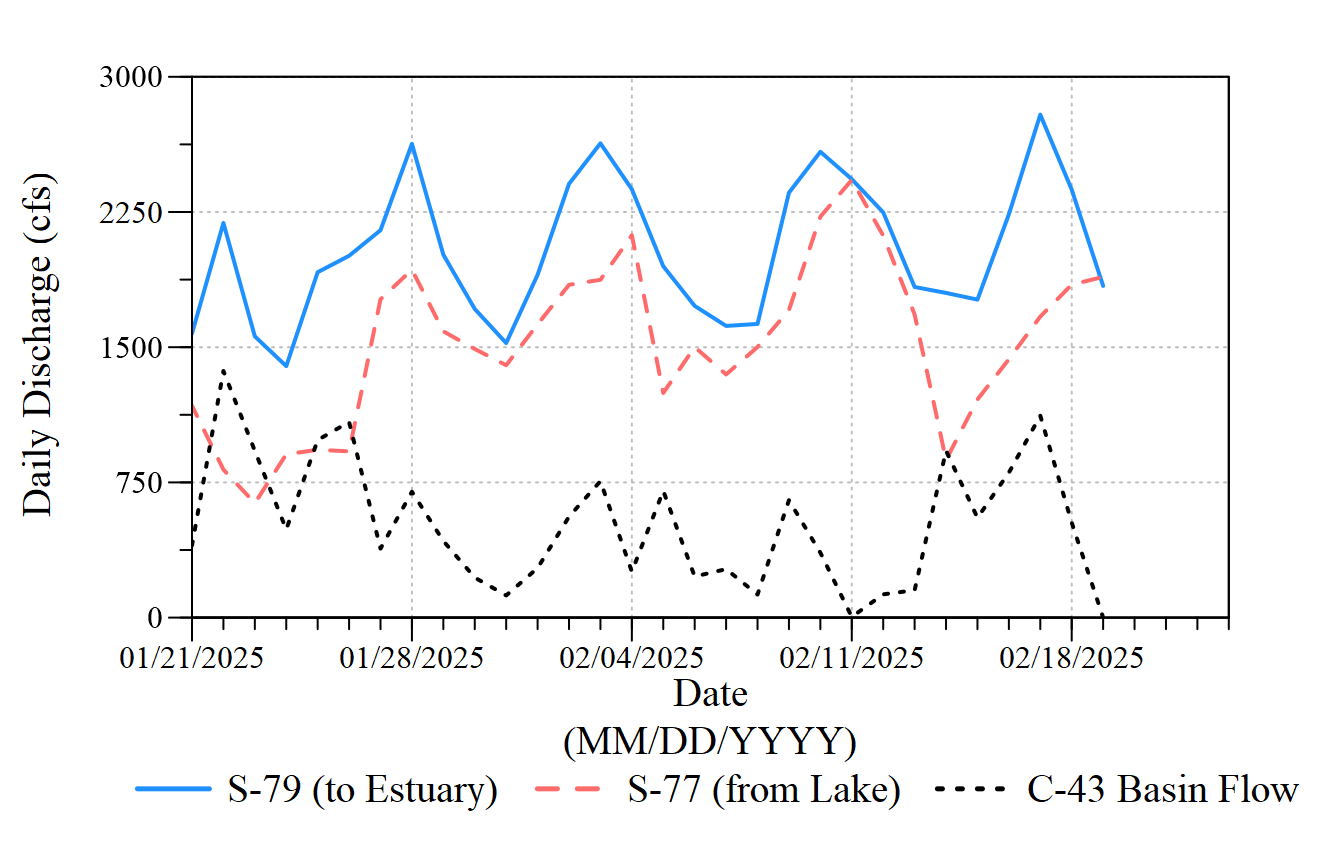 3000
2250
1500
750
0
Daily Discharge (cfs)
01/21/2025 01/28/2025 02/04/2025 02/11/2025 02/18/2025
Date
(MM/DD/YYYY)
S-79 (to Estuary) S-77 (from Lake) C-43 Basin Flow